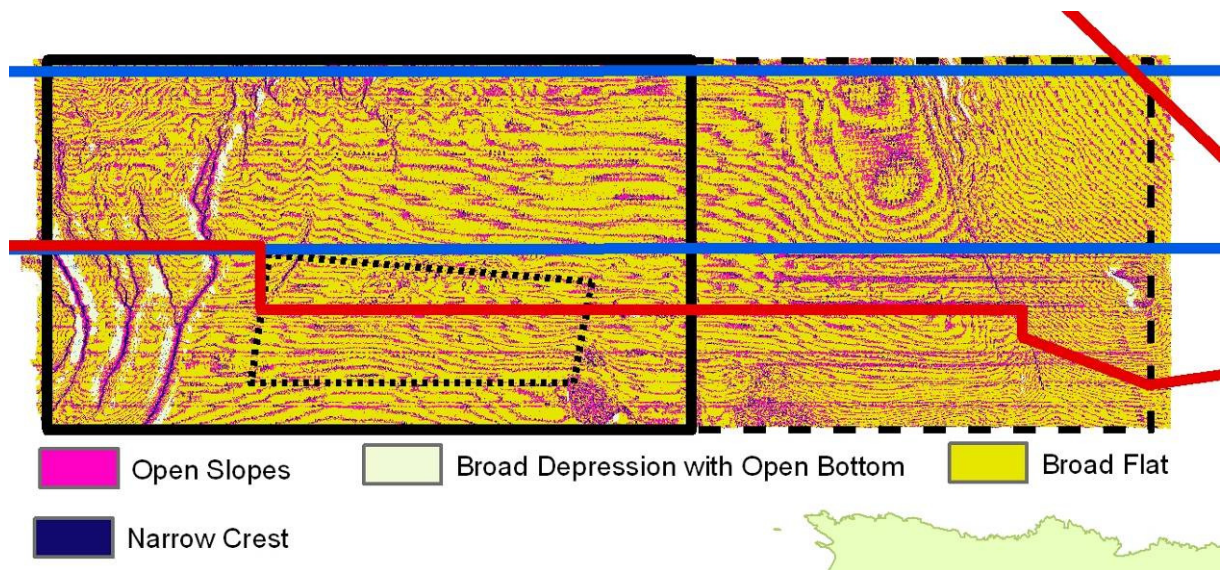 Open Slopes
Broad Depression with Open Bottom
Broad Flat
Narrow Crest